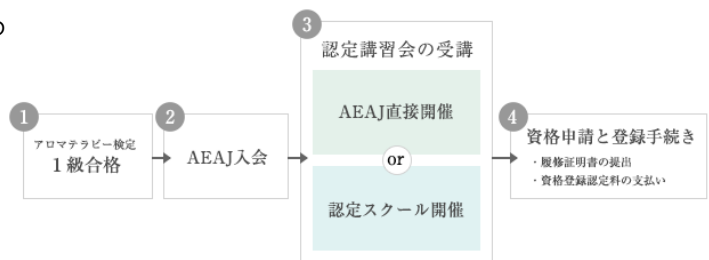 の
1
アロマテラピー検定
1級合格
2
AEAJ入会
3
認定講習会の受講
AEAJ直接開催
or
認定スクール開催
4
資格申請と登録手続き
・履修証明書の提出
・資格登録認定料の支払い